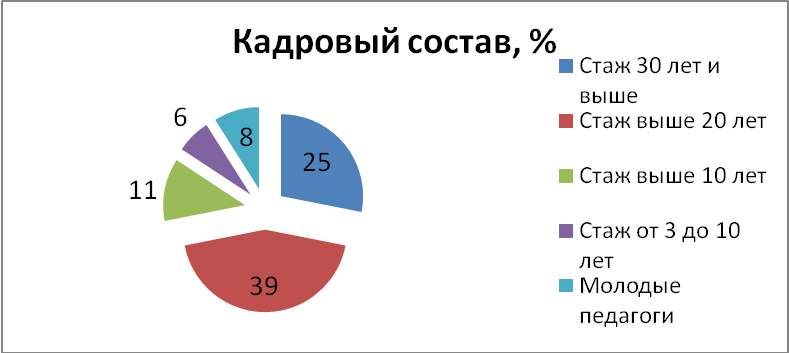 Кадровый состав, %
25
39
11
6
8
Стаж 30 лет и
выше
Стаж выше 20 лет
Стаж выше 10 лет
Стаж от 3 до 10
лет
Молодые
педагоги